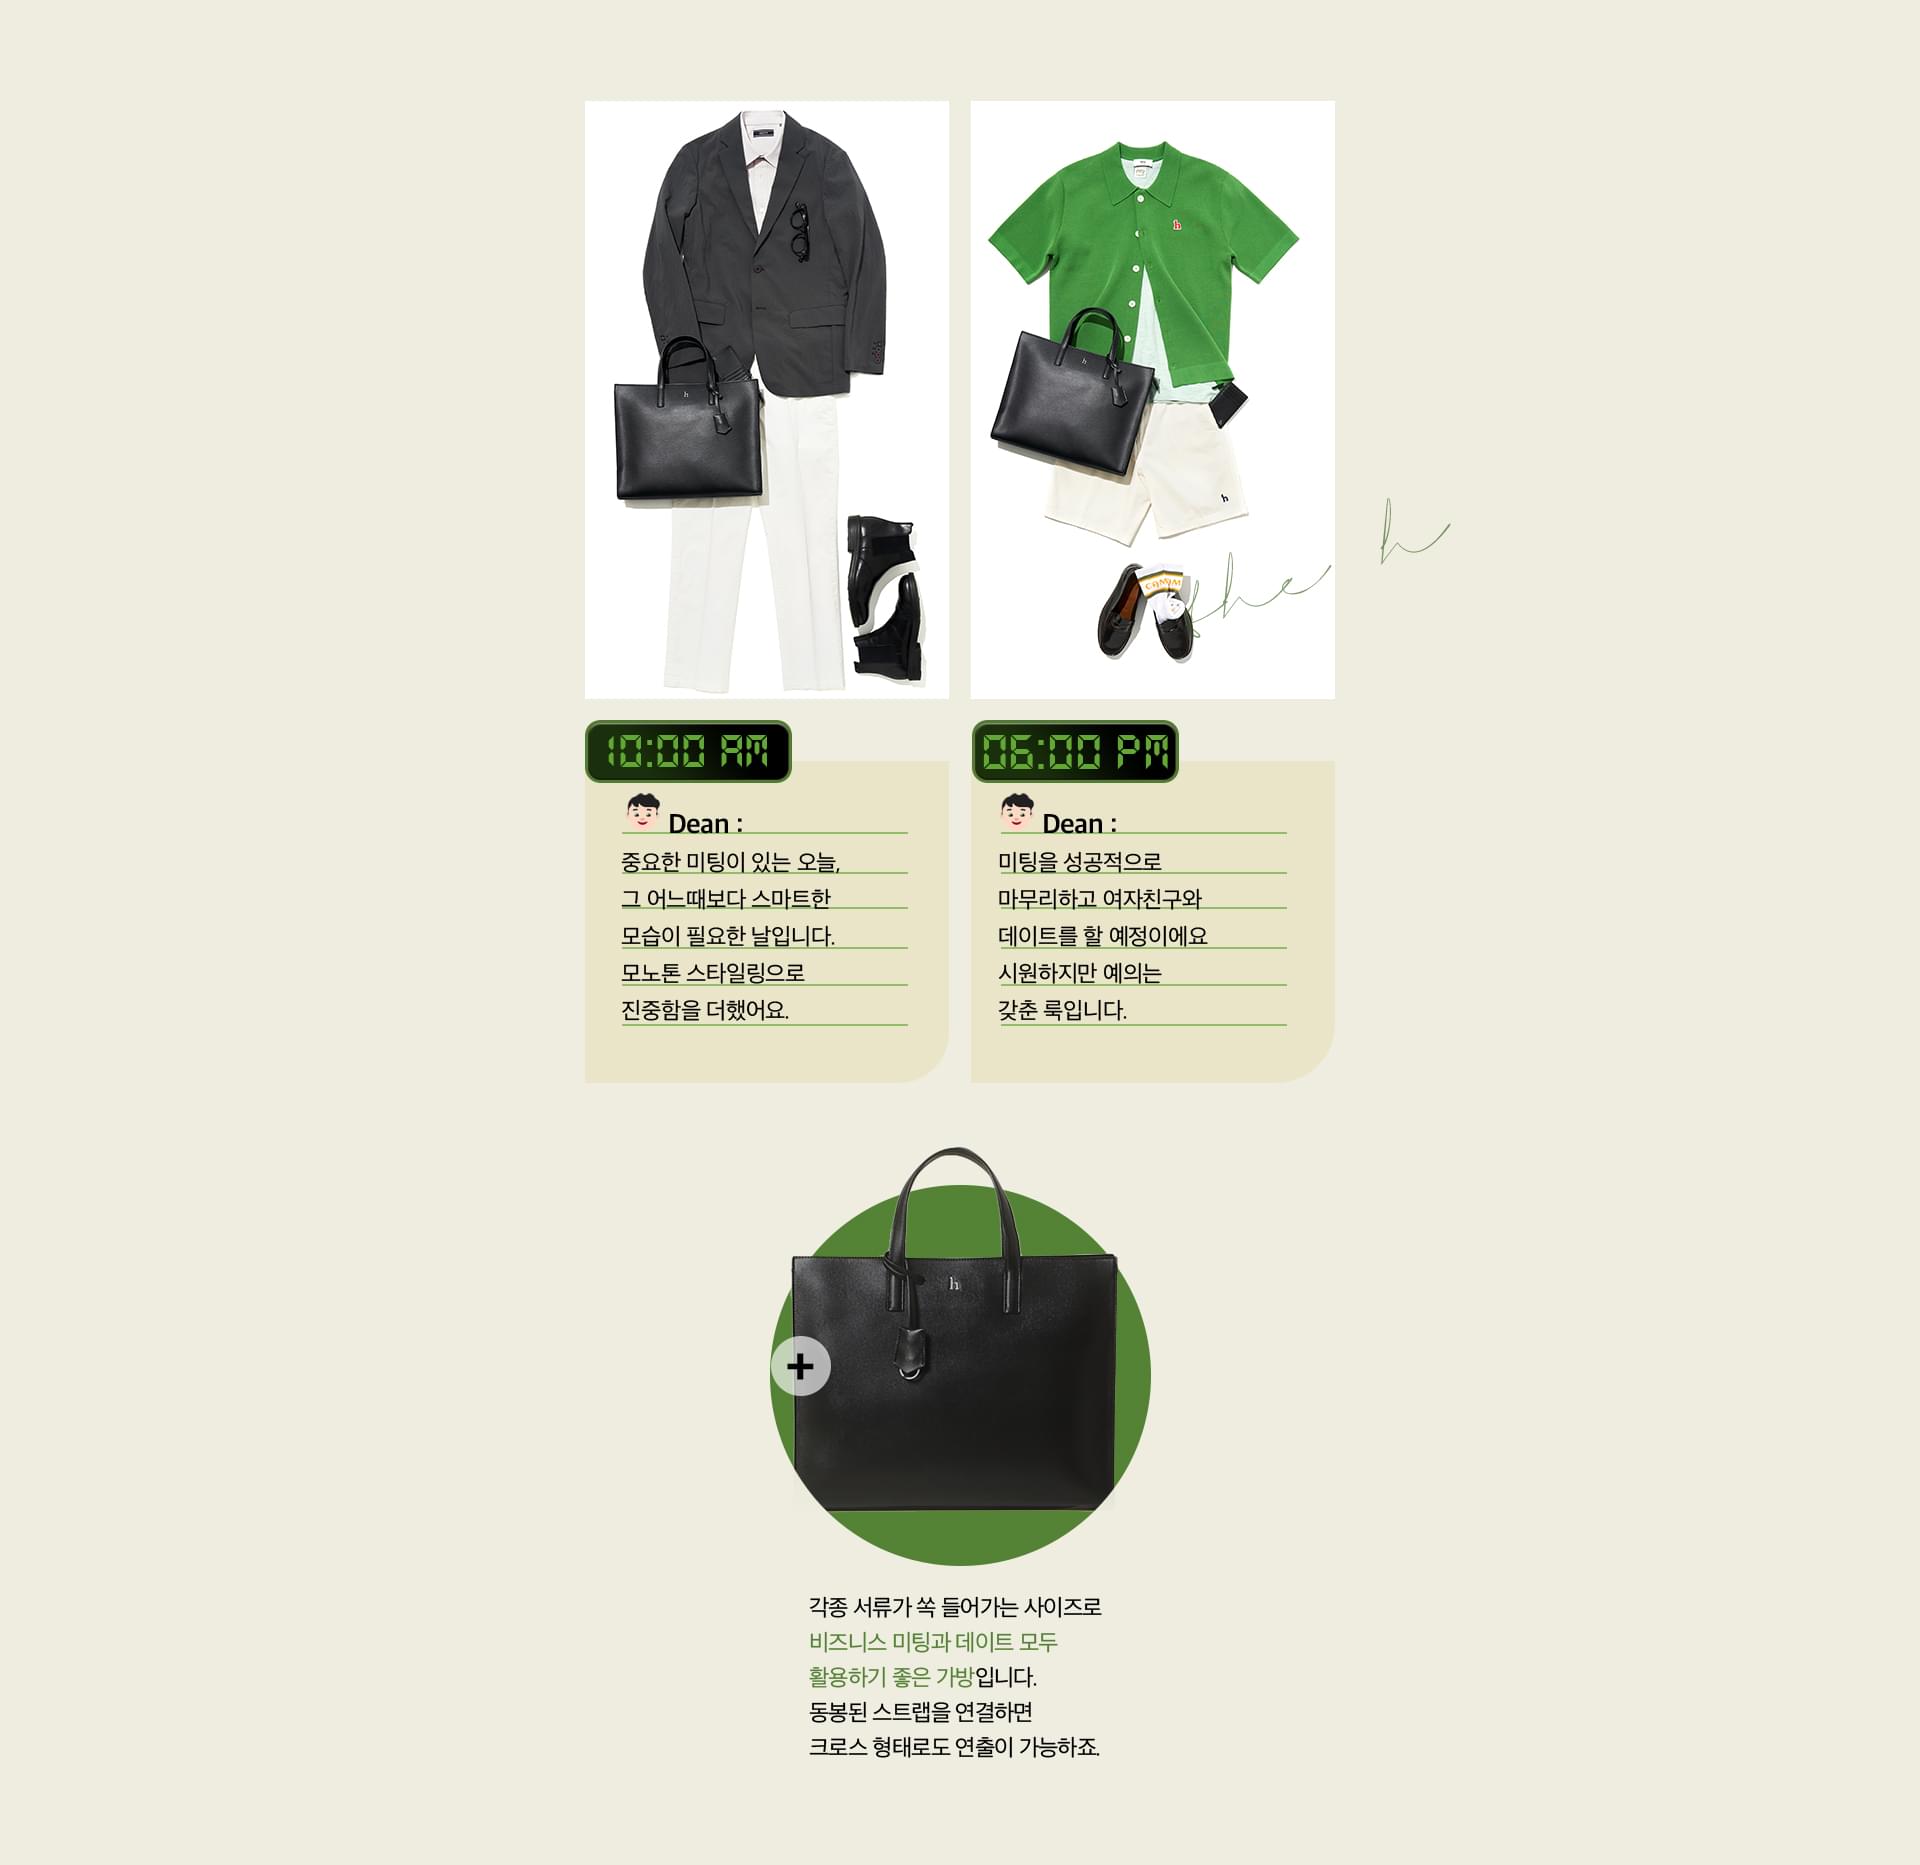 h
h
h
h
CAMM
the h
10:00 AM
Dean :
중요한 미팅이 있는 오늘,
그 어느때보다 스마트한
모습이 필요한 날입니다.
모노톤 스타일링으로
진중함을 더했어요.
06:00 PM
Dean :
미팅을 성공적으로
마무리하고 여자친구와
데이트를 할 예정이에요
시원하지만 예의는
갖춘 룩입니다.
h
각종 서류가 쏙 들어가는 사이즈로
비즈니스 미팅과 데이트 모두
활용하기 좋은 가방입니다.
동봉된 스트랩을 연결하면
크로스 형태로도 연출이 가능하죠.